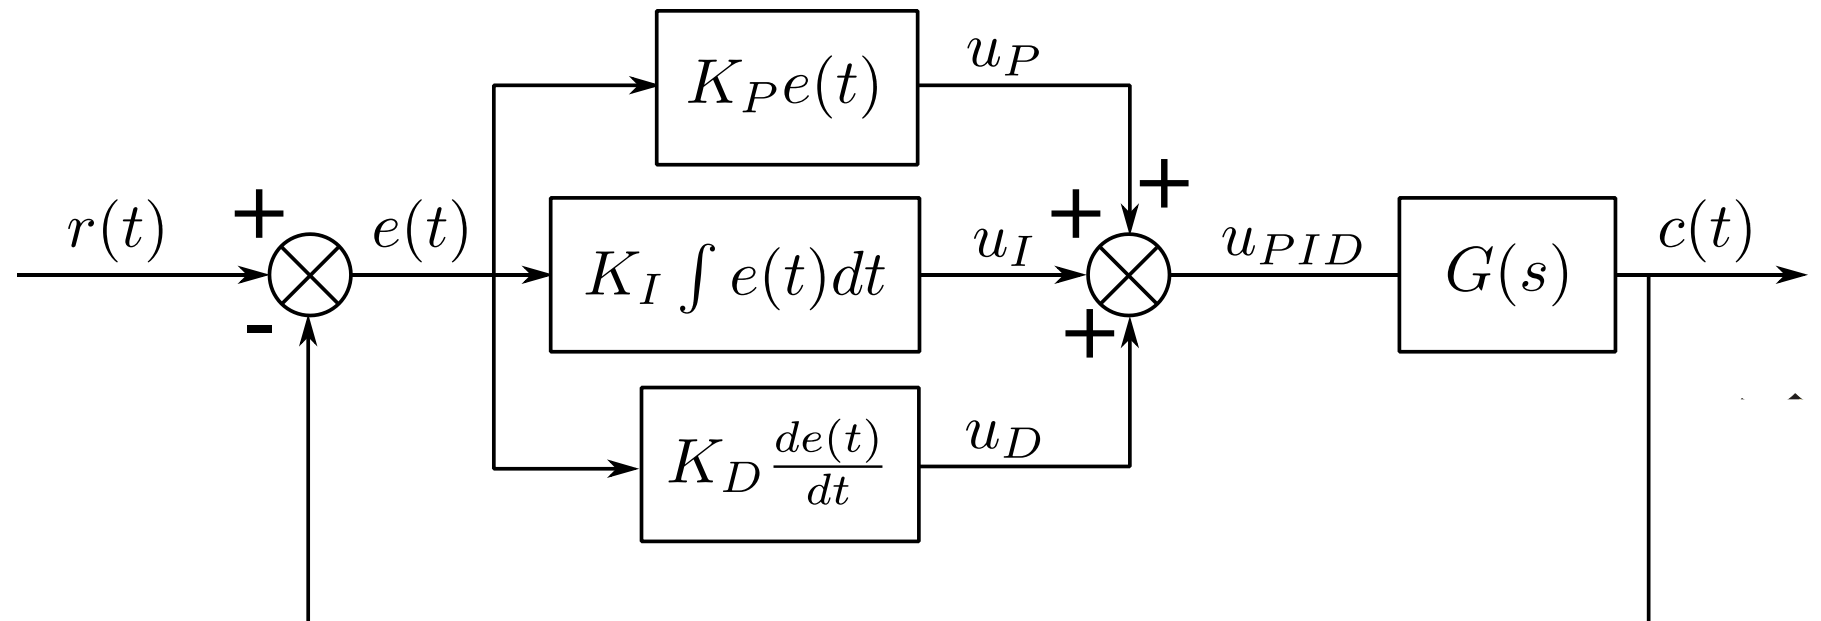 K_P e(t)
u_P
+
r(t)
+
e(t)
K_I ∫ e(t)dt
u_I
+
u_PID
G(s)
c(t)
-
+
K_D de(t)/dt
u_D